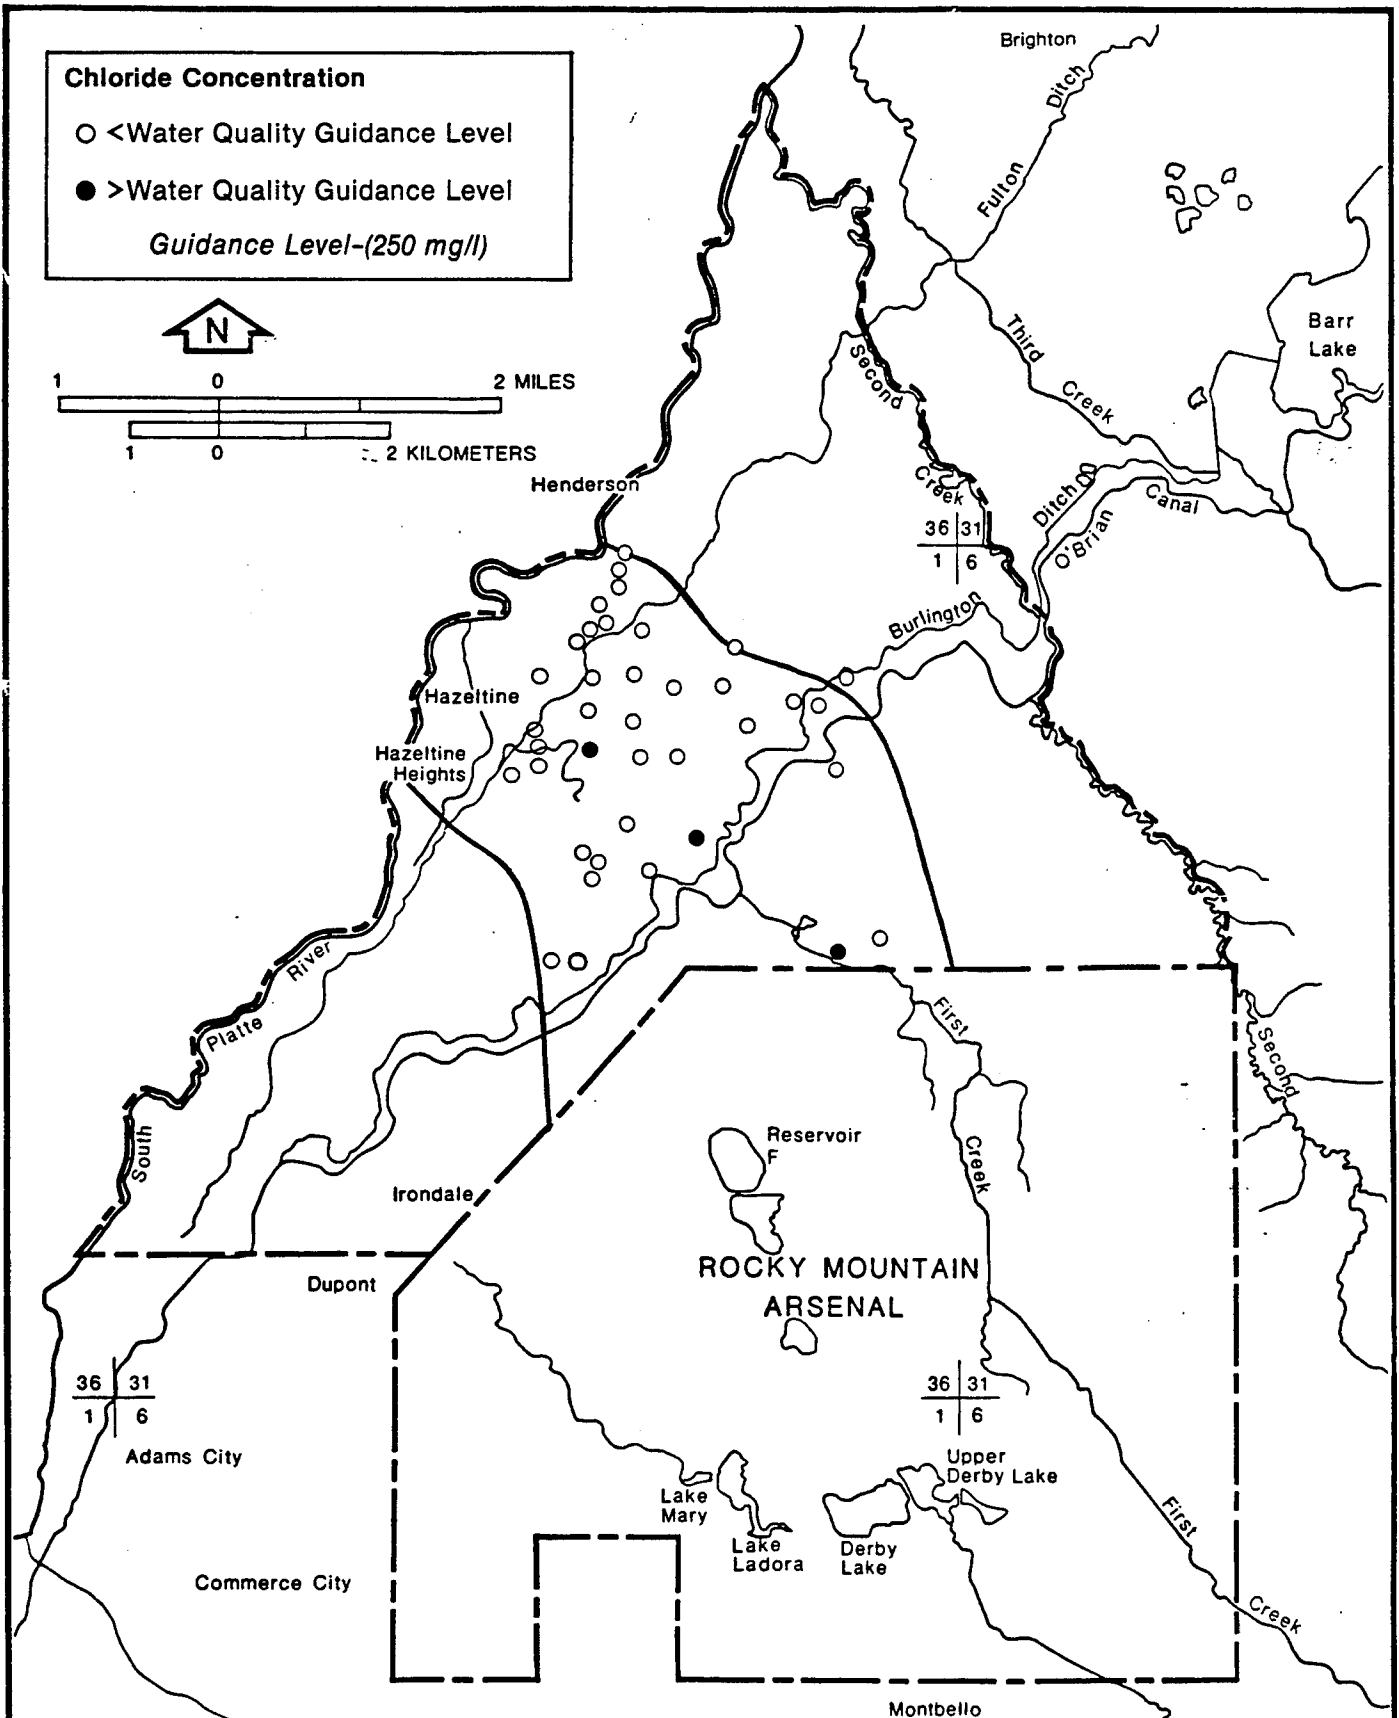 Chloride Concentration
<Water Quality Guidance Level
>Water Quality Guidance Level
Guidance Level-(250 mg/l)
N
1 0 2 MILES
1 0 2 KILOMETERS
Brighton
Fulton Ditch
Barr
Lake
Third Creek
Second Creek
Henderson
Ditch
O'Brian Canal
36 31
1 6
Burlington
Hazeltine
Hazeltine
Heights
South Platte River
First Creek
Second
Reservoir
F
Irondale
ROCKY MOUNTAIN
ARSENAL
Dupont
36 31
1 6
36 31
1 6
Adams City
Upper
Derby Lake
Lake
Mary
Lake
Ladora
Derby
Lake
First Creek
Commerce City
Montbello